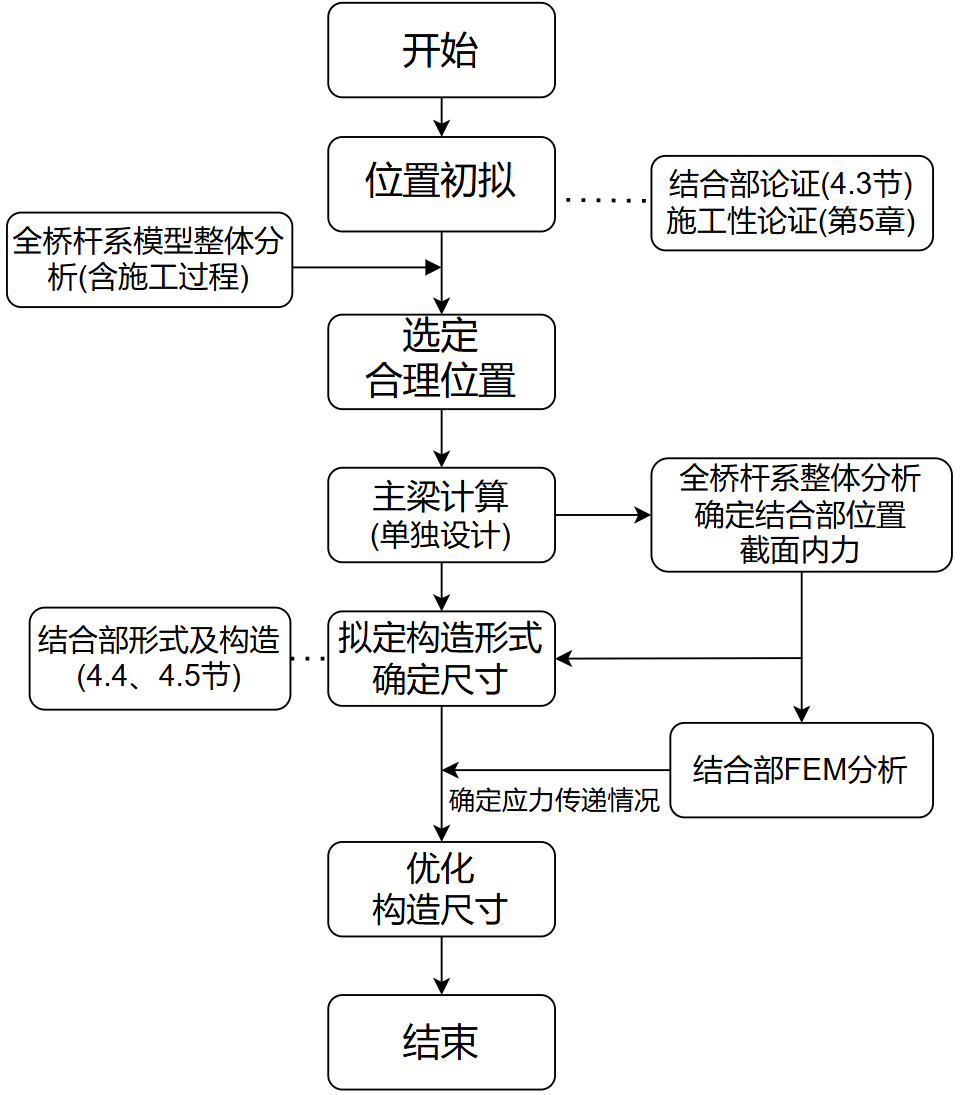 开始
位置初拟
结合部论证(4.3节)
施工性论证(第5章)
全桥杆系模型整体分
析(含施工过程)
选定
合理位置
主梁计算
(单独设计)
全桥杆系整体分析
确定结合部位置
截面内力
结合部形式及构造
(4.4、4.5节)
拟定构造形式
确定尺寸
结合部FEM分析
确定应力传递情况
优化
构造尺寸
结束